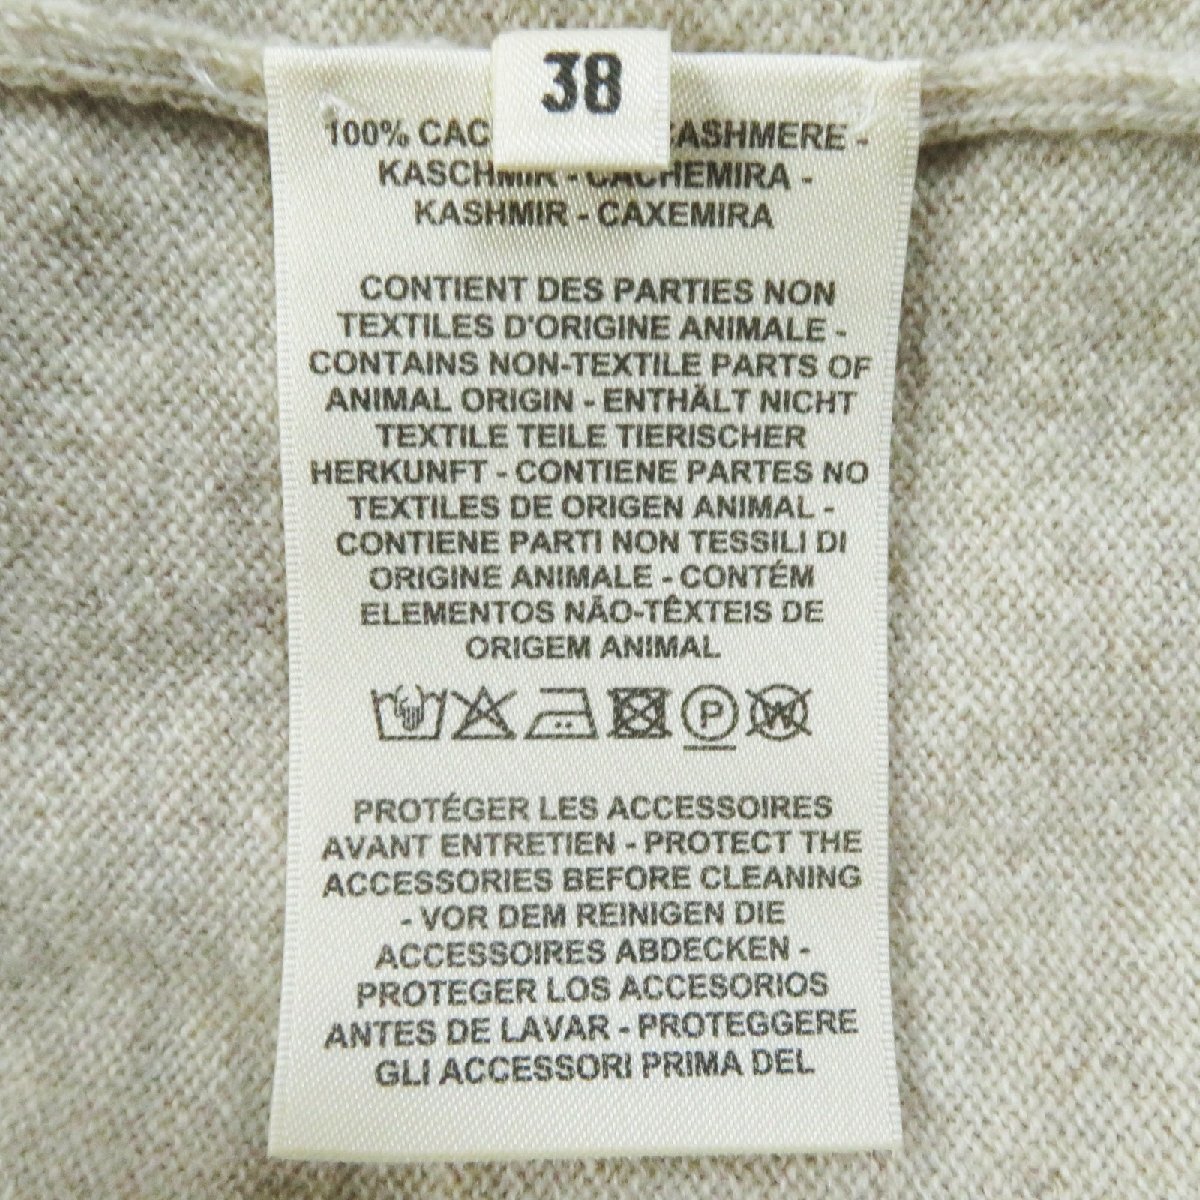 38
100% CASHMERE -
- CACHEMIRA -
KASHMIR - CAXEMIRA
CONTIENT DES PARTIES NON
TEXTILES D'ORIGINE ANIMALE -
CONTAINS NON-TEXTILE PARTS OF
ANIMAL ORIGIN - ENTHÄLT NICHT
TEXTILE TEILE TIERISCHER
HERKUNFT - CONTIENE PARTES NO
TEXTILES DE ORIGEN ANIMAL -
CONTIENE PARTI NON TESSILI DI
ORIGINE ANIMALE - CONTÉM
ELEMENTOS NÃO-TÊXTEIS DE
ORIGEM ANIMAL
P W
PROTÉGER LES ACCESSOIRES
AVANT ENTRETIEN - PROTECT THE
ACCESSORIES BEFORE CLEANING
- VOR DEM REINIGEN DIE
ACCESSOIRES ABDECKEN -
PROTEGER LOS ACCESORIOS
ANTES DE LAVAR - PROTEGGERE
GLI ACCESSORI PRIMA DEL